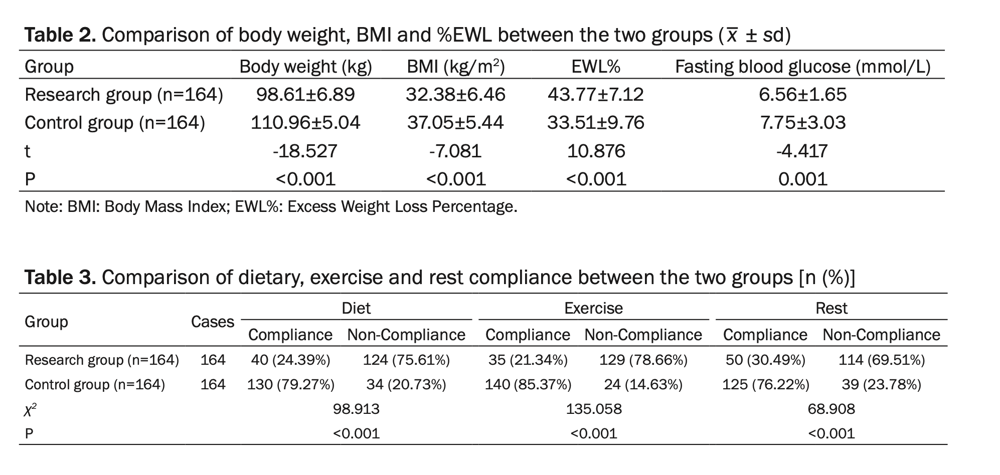 Table 2. Comparison of body weight, BMI and %EWL between the two groups (x̅ ± sd)
Group Body weight (kg) BMI (kg/m²) EWL% Fasting blood glucose (mmol/L)
Research group (n=164) 98.61±6.89 32.38±6.46 43.77±7.12 6.56±1.65
Control group (n=164) 110.96±5.04 37.05±5.44 33.51±9.76 7.75±3.03
t -18.527 -7.081 10.876 -4.417
P <0.001 <0.001 <0.001 0.001
Note: BMI: Body Mass Index; EWL%: Excess Weight Loss Percentage.
Table 3. Comparison of dietary, exercise and rest compliance between the two groups [n (%)]
Group Cases Diet Exercise Rest
Compliance Non-Compliance Compliance Non-Compliance Compliance Non-Compliance
Research group (n=164) 164 40 (24.39%) 124 (75.61%) 35 (21.34%) 129 (78.66%) 50 (30.49%) 114 (69.51%)
Control group (n=164) 164 130 (79.27%) 34 (20.73%) 140 (85.37%) 24 (14.63%) 125 (76.22%) 39 (23.78%)
χ² 98.913 135.058 68.908
P <0.001 <0.001 <0.001